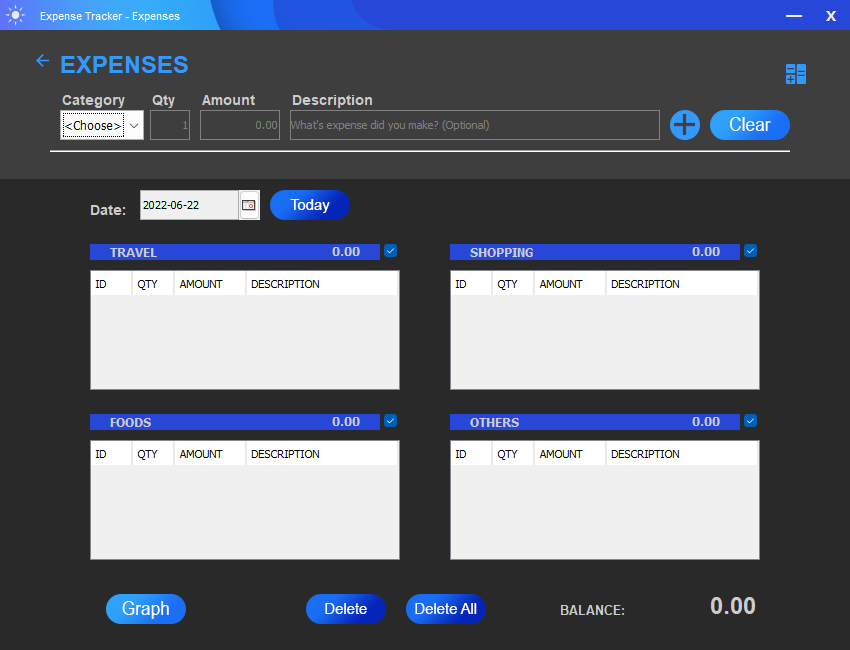 Expense Tracker - Expenses
X
EXPENSES
Category Qty Amount Description
<Choose> 1 0.00 What's expense did you make? (Optional) Clear
Date: 2022-06-22 Today
TRAVEL 0.00 SHOPPING 0.00
ID QTY AMOUNT DESCRIPTION ID QTY AMOUNT DESCRIPTION
FOODS 0.00 OTHERS 0.00
ID QTY AMOUNT DESCRIPTION ID QTY AMOUNT DESCRIPTION
Graph Delete Delete All BALANCE: 0.00